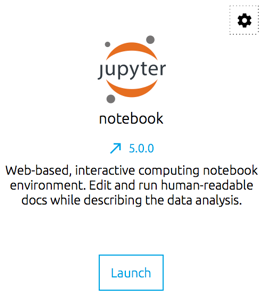 jupyter
notebook
5.0.0
Web-based, interactive computing notebook
environment. Edit and run human-readable
docs while describing the data analysis.
Launch